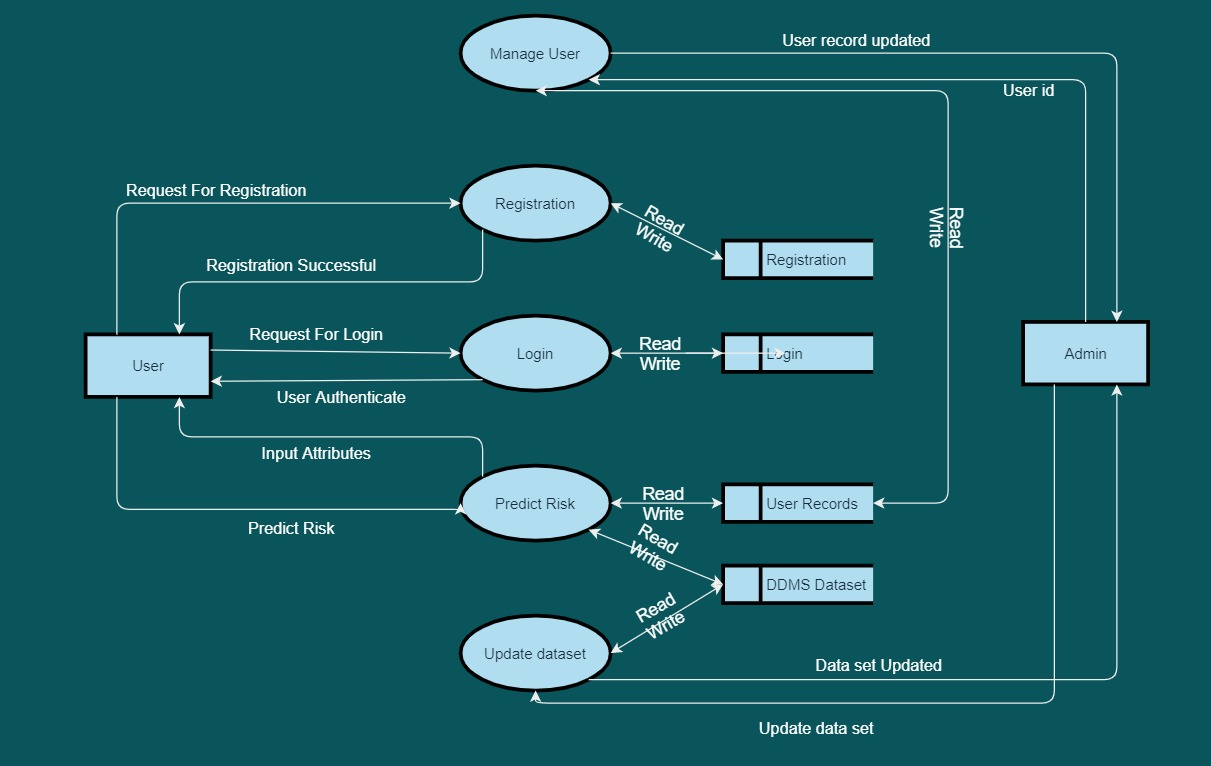 User record updated
Manage User
User id
Request For Registration
Registration
Read
Write
Read
Write
Registration Successful
Registration
Request For Login
Login
Read
Write
Login
User
Admin
User Authenticate
Input Attributes
Predict Risk
Read
Write
User Records
Predict Risk
Read
Write
DDMS Dataset
Read
Write
Update dataset
Data set Updated
Update data set